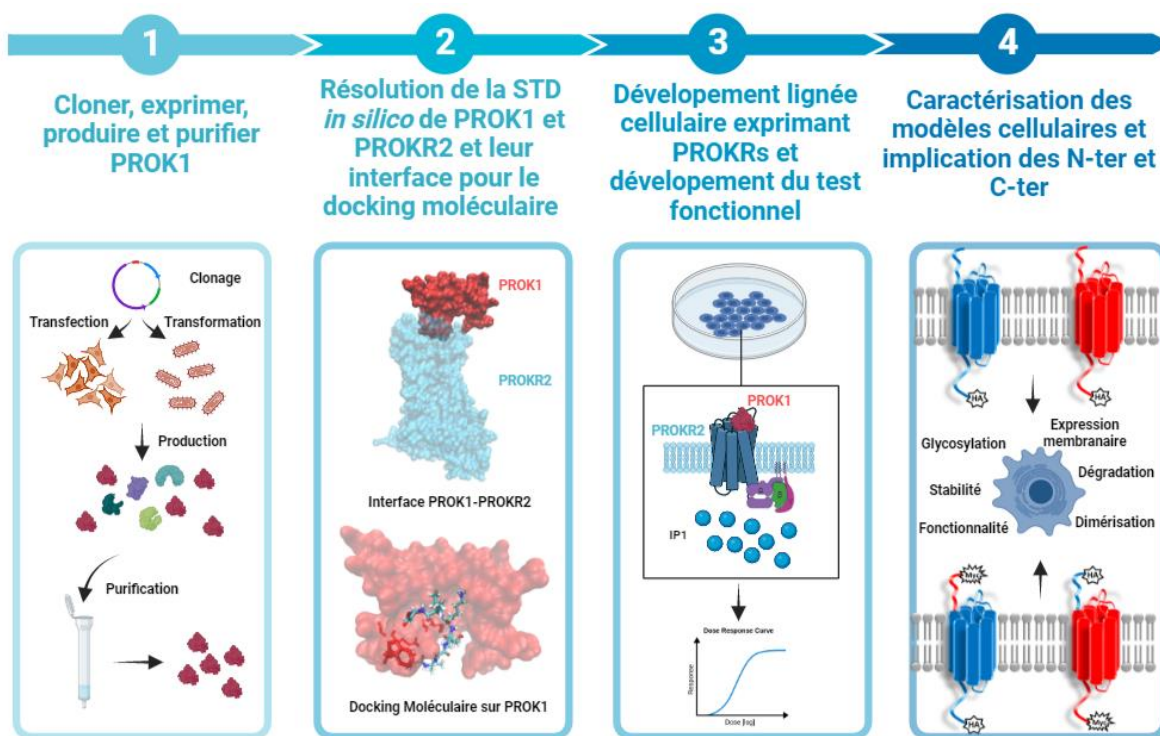 1
Cloner, exprimer,
produire et purifier
PROK1
Clonage
Transfection
Transformation
Production
Purification
2
Résolution de la STD
in silico de PROK1 et
PROKR2 et leur
interface pour le
docking moléculaire
PROK1
PROKR2
Interface PROK1-PROKR2
Docking Moléculaire sur PROK1
3
Dévelopement lignée
cellulaire exprimant
PROKRs et
dévelopement du test
fonctionnel
PROK1
PROKR2
IP1
Dose Response Curve
Response
Dose [log]
4
Caractérisation des
modèles cellulaires et
implication des N-ter et
C-ter
HA
HA
Glycosylation
Expression
membranaire
Dégradation
Stabilité
Fonctionnalité
Dimérisation
Myc
HA
HA
Myc